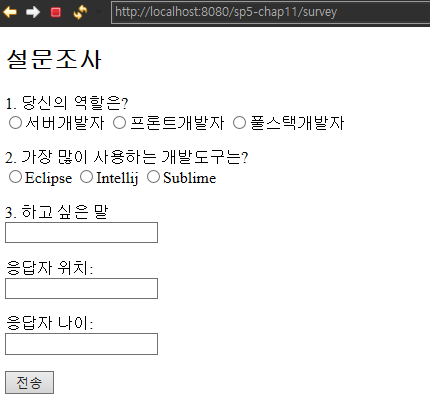 http://localhost:8080/sp5-chap11/survey
설문조사
1. 당신의 역할은?
서버개발자 프론트개발자 풀스택개발자
2. 가장 많이 사용하는 개발도구는?
Eclipse Intellij Sublime
3. 하고 싶은 말
응답자 위치:
응답자 나이:
전송